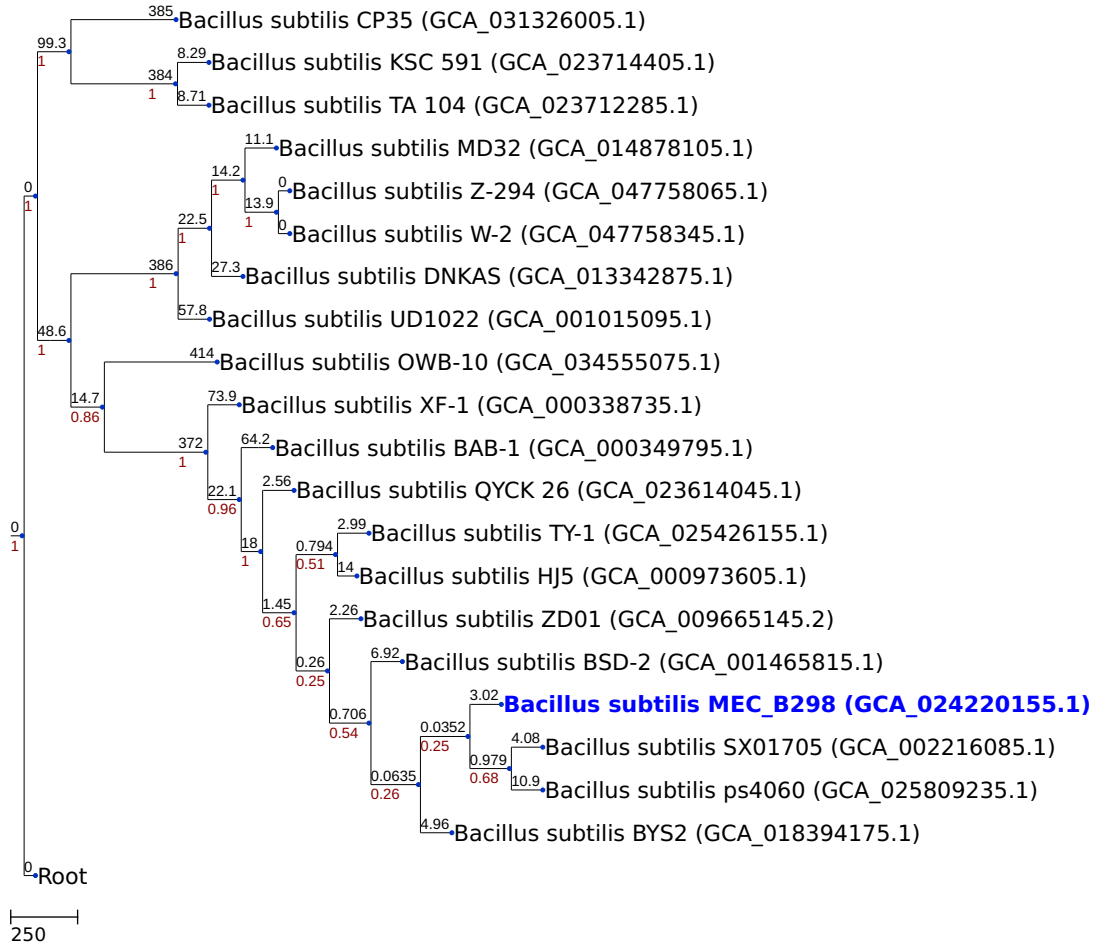 385
Bacillus subtilis CP35 (GCA_031326005.1)
99.3
1
8.29
Bacillus subtilis KSC 591 (GCA_023714405.1)
384
1
8.71
Bacillus subtilis TA 104 (GCA_023712285.1)
11.1
Bacillus subtilis MD32 (GCA_014878105.1)
14.2
1
0
Bacillus subtilis Z-294 (GCA_047758065.1)
0
1
13.9
1
0
Bacillus subtilis W-2 (GCA_047758345.1)
22.5
1
27.3
Bacillus subtilis DNKAS (GCA_013342875.1)
386
1
57.8
Bacillus subtilis UD1022 (GCA_001015095.1)
48.6
1
414
Bacillus subtilis OWB-10 (GCA_034555075.1)
14.7
0.86
73.9
Bacillus subtilis XF-1 (GCA_000338735.1)
372
1
64.2
Bacillus subtilis BAB-1 (GCA_000349795.1)
22.1
0.96
2.56
Bacillus subtilis QYCK 26 (GCA_023614045.1)
0
1
18
1
2.99
Bacillus subtilis TY-1 (GCA_025426155.1)
0.794
0.51
14
Bacillus subtilis HJ5 (GCA_000973605.1)
1.45
0.65
2.26
Bacillus subtilis ZD01 (GCA_009665145.2)
0.26
0.25
6.92
Bacillus subtilis BSD-2 (GCA_001465815.1)
0.706
0.54
3.02
Bacillus subtilis MEC_B298 (GCA_024220155.1)
0.0352
0.25
4.08
Bacillus subtilis SX01705 (GCA_002216085.1)
0.979
0.68
0.0635
0.26
10.9
Bacillus subtilis ps4060 (GCA_025809235.1)
4.96
Bacillus subtilis BYS2 (GCA_018394175.1)
0
Root
250